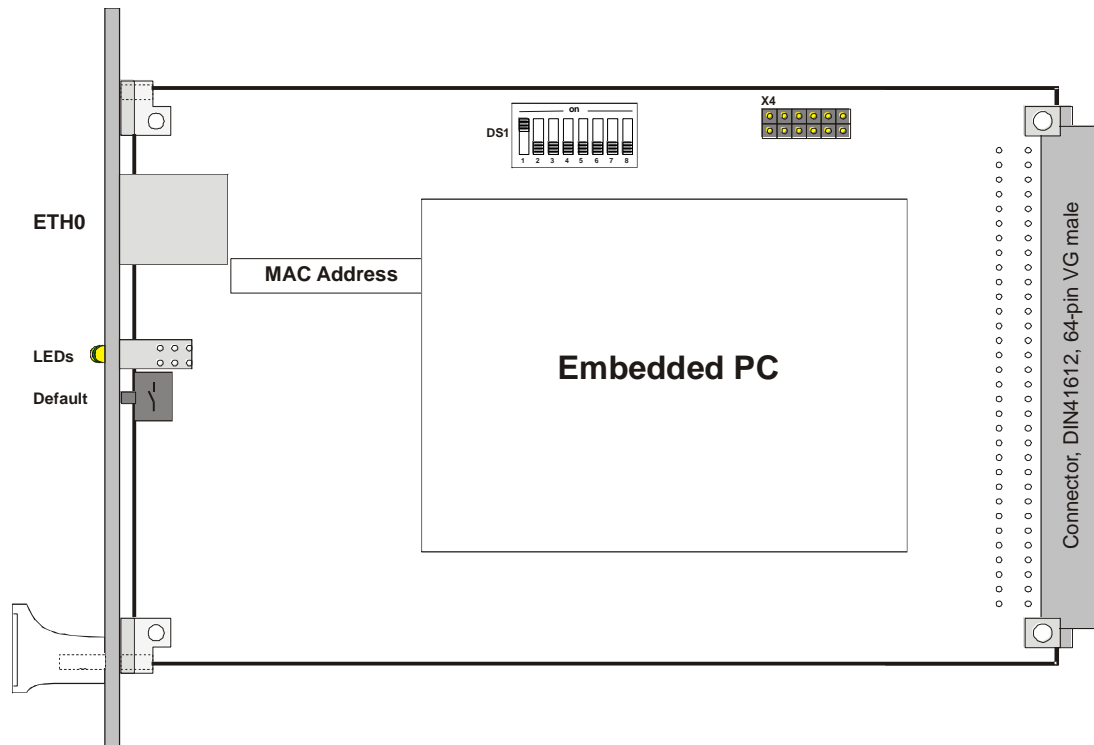 on
X4
DS1
1 2 3 4 5 6 7 8
ETH0
MAC Address
LEDs
Default
Embedded PC
Connector, DIN41612, 64-pin VG male